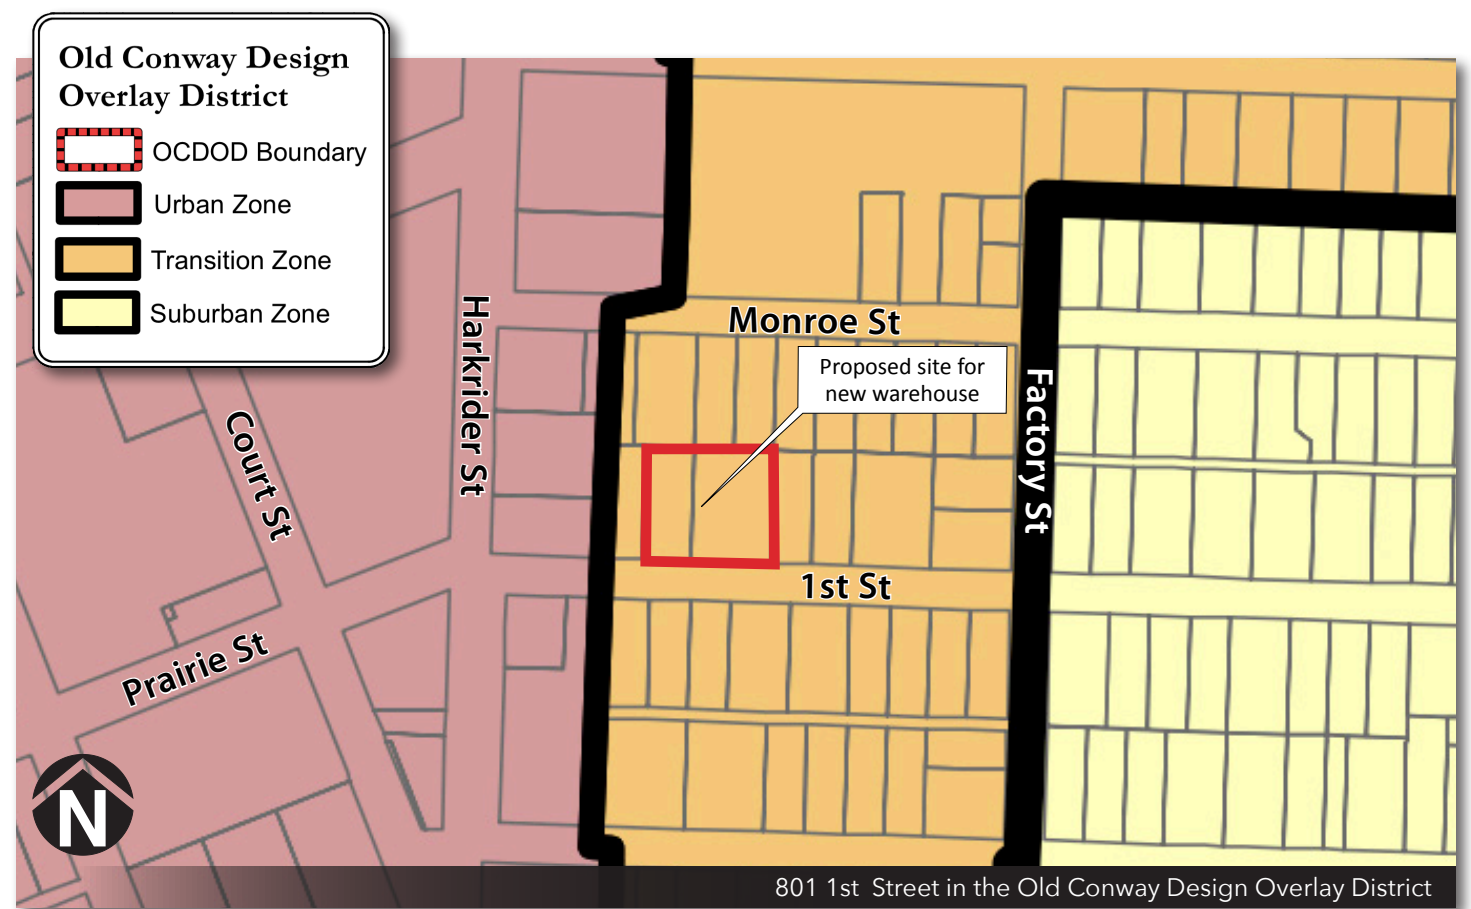 Old Conway Design
Overlay District
OCDOD Boundary
Urban Zone
Transition Zone
Suburban Zone
Monroe St
Proposed site for
new warehouse
Harkrider St
Factory St
Court St
1st St
Prairie St
N
801 1st Street in the Old Conway Design Overlay District